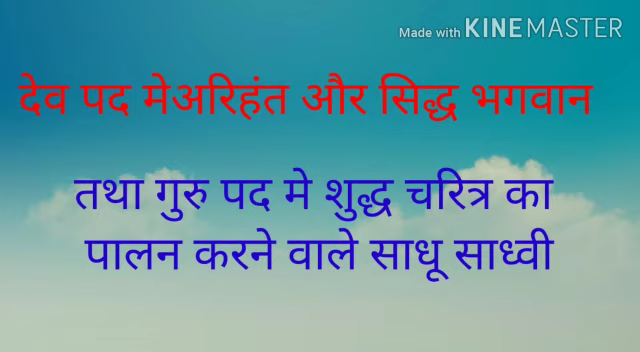 Made with KINEMASTER
देव पद मेअरिहंत और सिद्ध भगवान
तथा गुरु पद मे शुद्ध चरित्र का
पालन करने वाले साधू साध्वी